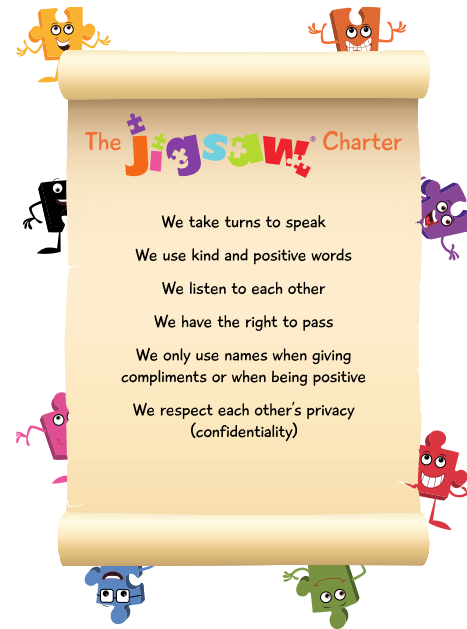 The Jigsaw® Charter
We take turns to speak
We use kind and positive words
We listen to each other
We have the right to pass
We only use names when giving
compliments or when being positive
We respect each other's privacy
(confidentiality)